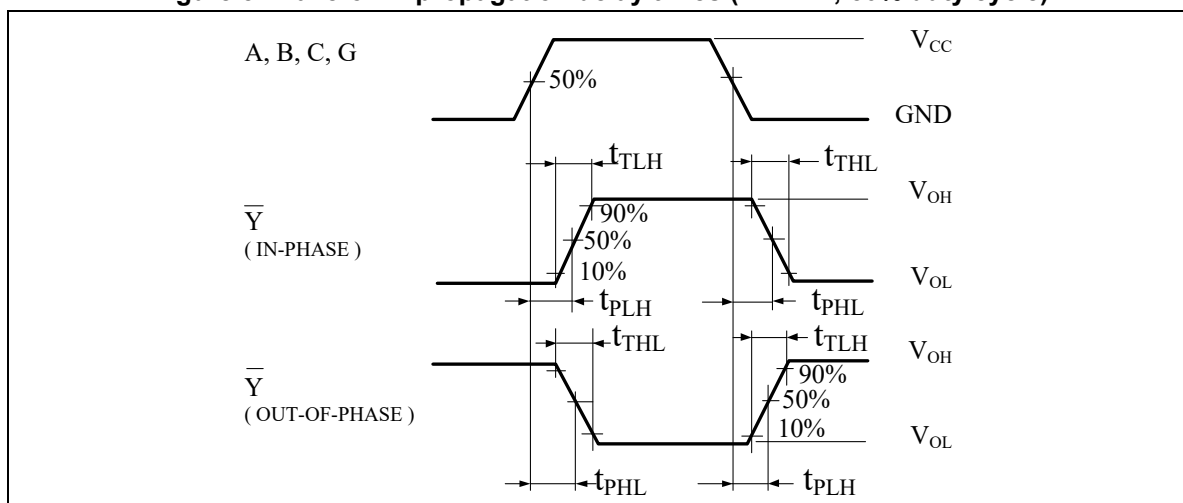 A, B, C, G
50%
V_CC
GND
t_TLH
t_THL
Y̅
( IN-PHASE )
90%
50%
10%
V_OH
V_OL
t_PLH
t_PHL
t_THL
t_TLH
Y̅
( OUT-OF-PHASE )
90%
50%
10%
V_OH
V_OL
t_PHL
t_PLH